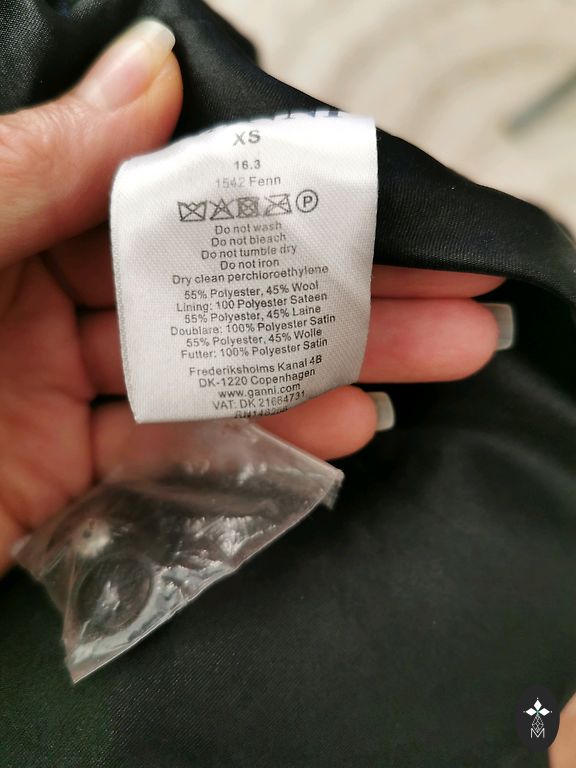 XS
16.3
1542 Fenn
P
Do not wash
Do not bleach
Do not tumble dry
Do not iron
Dry clean perchloroethylene
55% Polyester, 45% Wool
Lining: 100 Polyester Sateen
55% Polyester, 45% Laine
Doublare: 100% Polyester Satin
55% Polyester, 45% Wolle
Futter: 100% Polyester Satin
Frederiksholms Kanal 4B
DK-1220 Copenhagen
www.ganni.com
VAT: DK 21684731
M